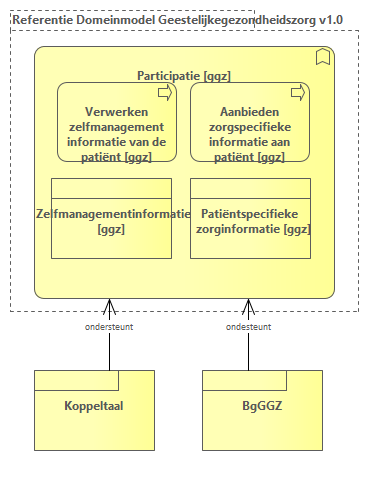 Referentie Domeinmodel Geestelijkegezondheidszorg v1.0
Participatie [ggz]
Verwerken
zelfmanagement
informatie van de
patiënt [ggz]
Aanbieden
zorgspecifieke
informatie aan
patiënt [ggz]
Zelfmanagementinformatie
[ggz]
Patiëntspecifieke
zorginformatie [ggz]
ondersteunt
ondesteunt
Koppeltaal
BgGGZ